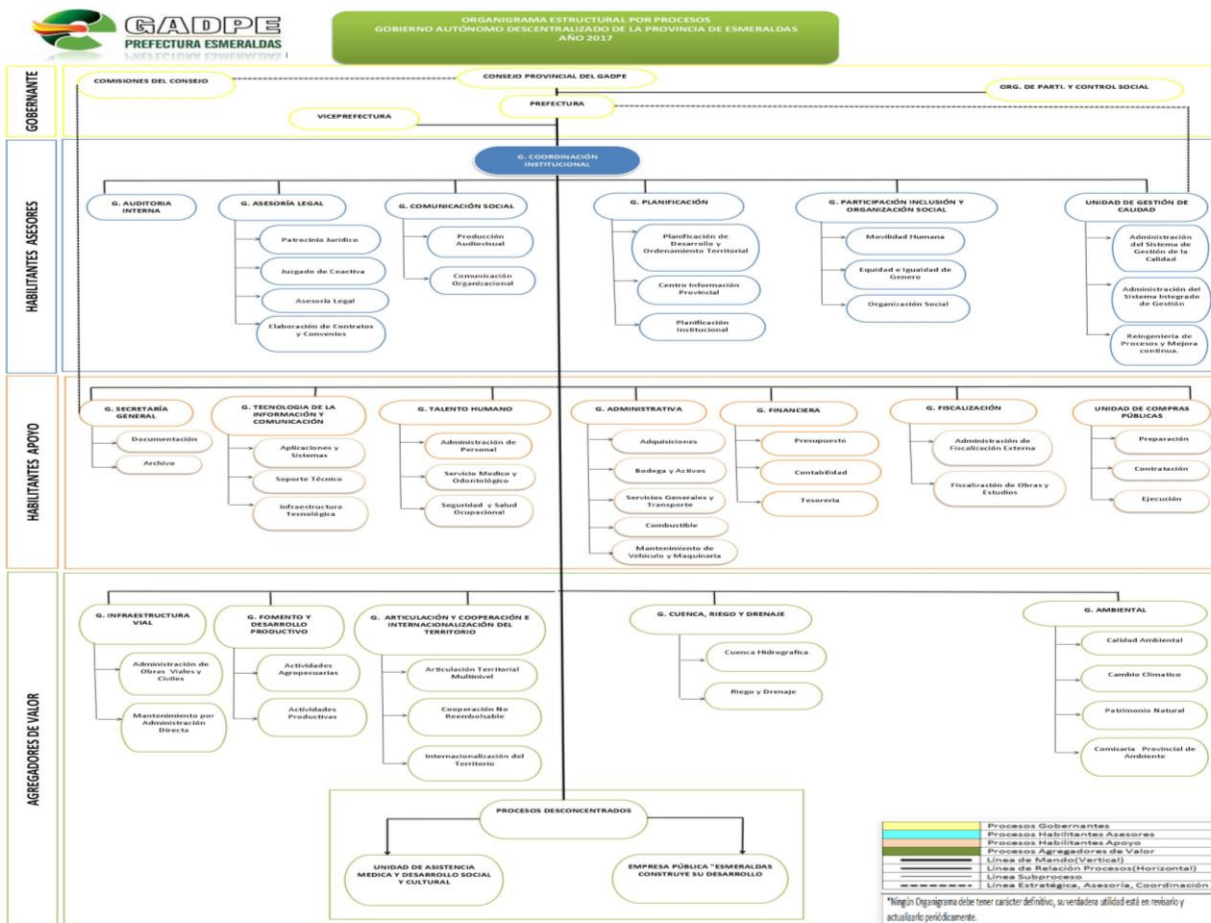 GADPE
PREFECTURA ESMERALDAS
ORGANIGRAMA ESTRUCTURAL POR PROCESOS
GOBIERNO AUTÓNOMO DESCENTRALIZADO DE LA PROVINCIA DE ESMERALDAS
AÑO 2017
GOBERNANTE
COMISIONES DEL CONSEJO
CONSEJO PROVINCIAL DEL GADPE
ORG. DE PARTI. Y CONTROL SOCIAL
PREFECTURA
VICEPREFECTURA
HABILITANTES ASESORES
G. COORDINACIÓN
INSTITUCIONAL
G. AUDITORIA
INTERNA
G. ASESORÍA LEGAL
Patrocinio Jurídico
Juzgado de Coactiva
Asesoría Legal
Elaboración de Contratos
y Convenios
G. COMUNICACIÓN SOCIAL
Producción
Audiovisual
Comunicación
Organizacional
G. PLANIFICACIÓN
Planificación de
Desarrollo y
Ordenamiento Territorial
Centro Información
Provincial
Planificación
Institucional
G. PARTICIPACIÓN INCLUSIÓN Y
ORGANIZACIÓN SOCIAL
Movilidad Humana
Equidad e Igualdad de
Genero
Organización Social
UNIDAD DE GESTIÓN DE
CALIDAD
Administración
del Sistema de
Gestión de la
Calidad
Administración del
Sistema Integrado
de Gestión
Reingeniería de
Procesos y Mejora
continua.
HABILITANTES APOYO
G. SECRETARÍA
GENERAL
Documentación
Archivo
G. TECNOLOGIA DE LA
INFORMACIÓN Y
COMUNICACIÓN
Aplicaciones y
Sistemas
Soporte Técnico
Infraestructura
Tecnológica
G. TALENTO HUMANO
Administración de
Personal
Servicio Medico y
Odontológico
Seguridad y Salud
Ocupacional
G. ADMINISTRATIVA
Adquisiciones
Bodega y Activos
Servicios Generales y
Transporte
Combustible
Mantenimiento de
Vehiculo y Maquinaria
G. FINANCIERA
Presupuesto
Contabilidad
Tesoreria
G. FISCALIZACIÓN
Administración de
Fiscalización Externa
Fiscalización de Obras y
Estudios
UNIDAD DE COMPRAS
PÚBLICAS
Preparación
Contratación
Ejecución
AGREGADORES DE VALOR
G. INFRAESTRUCTURA
VIAL
Administración de
Obras Viales y
Civiles
Mantenimiento por
Administración
Directa
G. FOMENTO Y
DESARROLLO
PRODUCTIVO
Actividades
Agropecuarias
Actividades
Productivas
G. ARTICULACIÓN Y COOPERACIÓN E
INTERNACIONALIZACIÓN DEL
TERRITORIO
Articulación Territorial
Multinivel
Cooperación No
Reembolsable
Internacionalización del
Territorio
G. CUENCA, RIEGO Y DRENAJE
Cuenca Hidrografica
Riego y Drenaje
G. AMBIENTAL
Calidad Ambiental
Cambio Climatico
Patrimonio Natural
Comisaria Provincial de
Ambiente
PROCESOS DESCONCENTRADOS
UNIDAD DE ASISTENCIA
MEDICA Y DESARROLLO SOCIAL
Y CULTURAL
EMPRESA PÚBLICA "ESMERALDAS
CONSTRUYE SU DESARROLLO
Procesos Gobernantes
Procesos Habilitantes Asesores
Procesos Habilitantes Apoyo
Procesos Agregadores de Valor
Línea de Mando(Vertical)
Línea de Relación Procesos(Horizontal)
Línea Subproceso
Línea Estratégica, Asesoría, Coordinación
*Ningún Organigrama debe tener carácter definitivo, su verdadera utilidad está en revisarlo y
actualizarlo periódicamente.